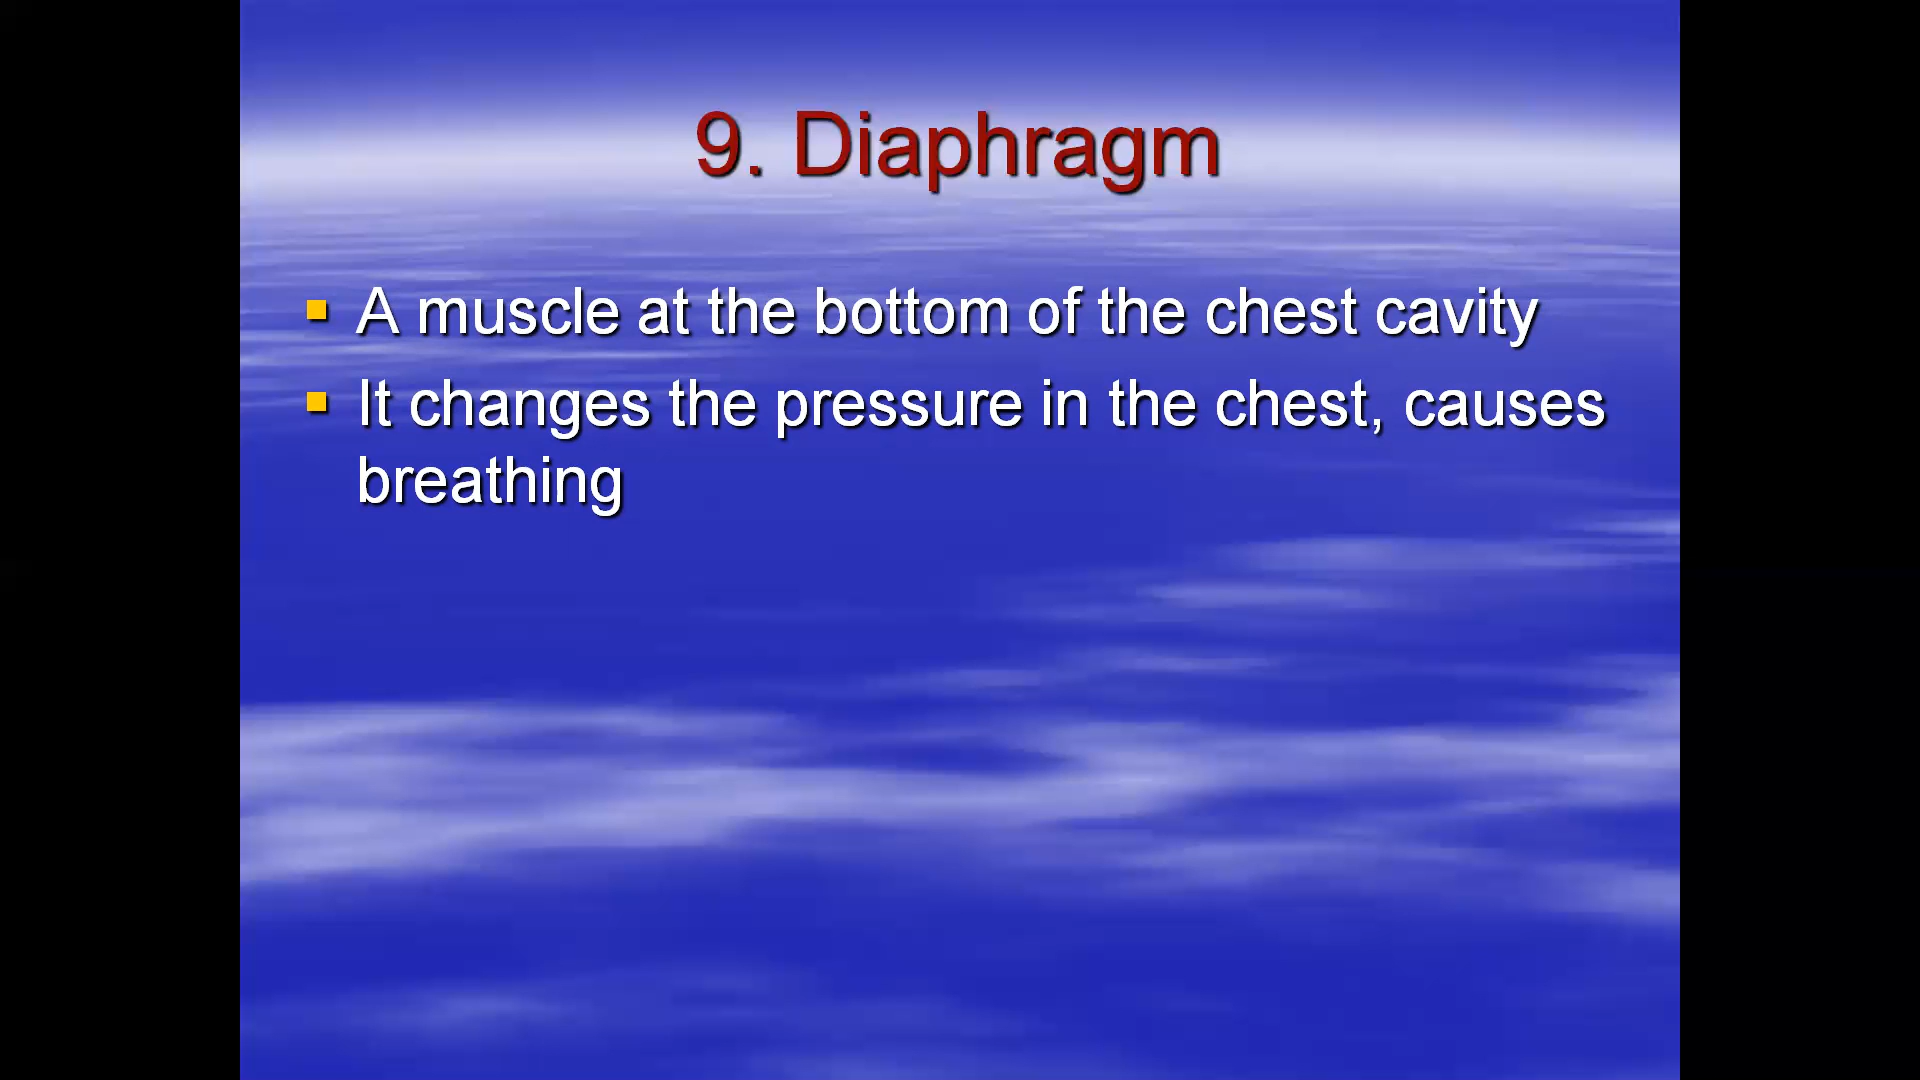 9. Diaphragm
▪ A muscle at the bottom of the chest cavity
▪ It changes the pressure in the chest, causes
breathing